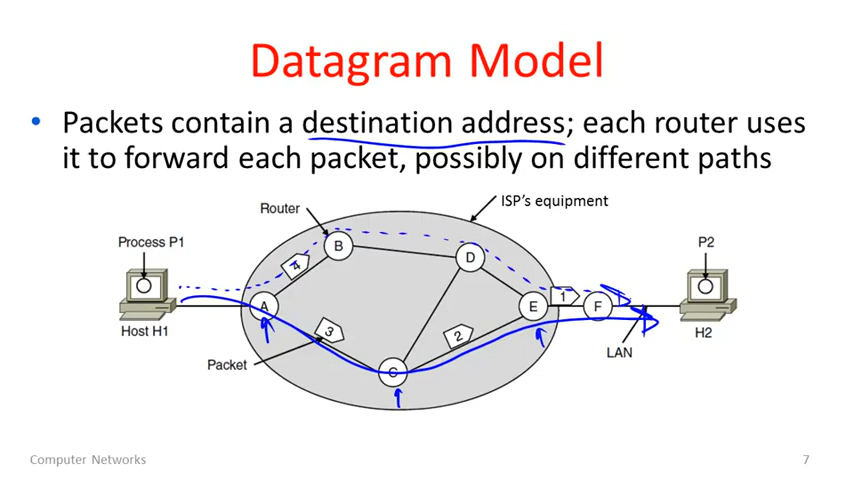 Datagram Model
• Packets contain a destination address; each router uses
it to forward each packet, possibly on different paths
ISP's equipment
Router
B
Process P1
D
P2
4
1
A
E
F
3
2
Host H1
H2
LAN
Packet
C
Computer Networks
7